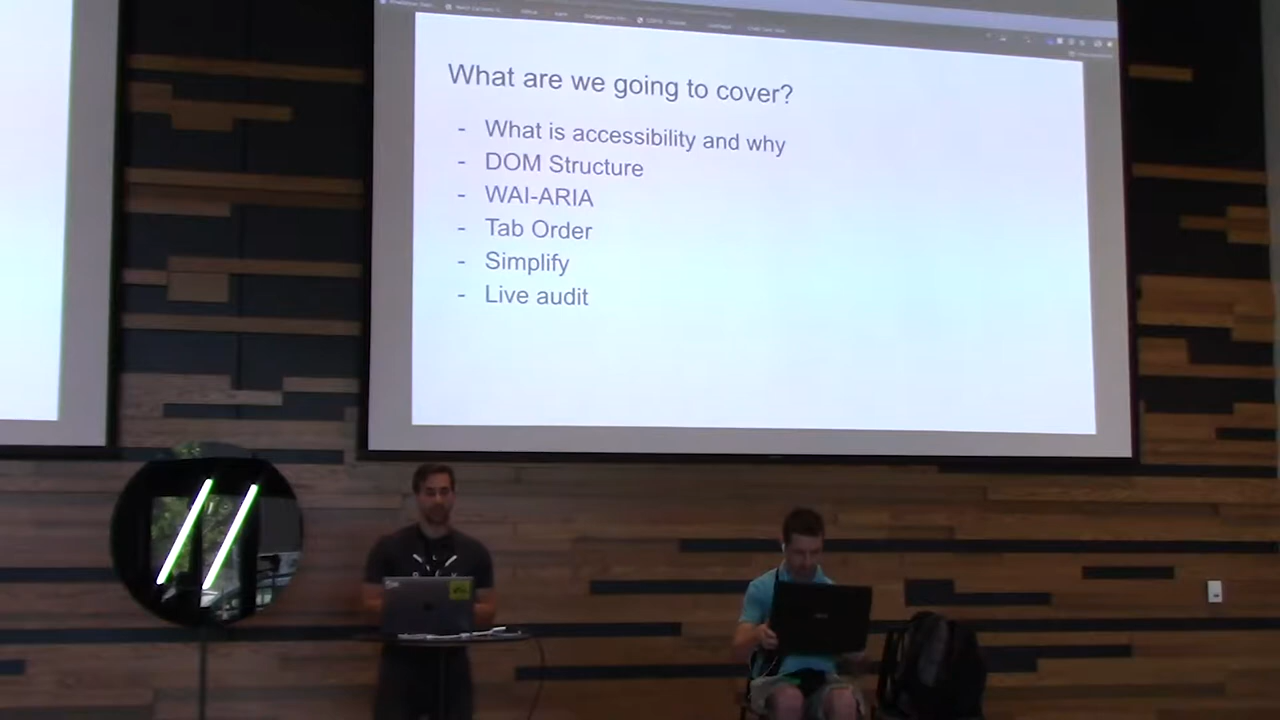 What are we going to cover?
- What is accessibility and why
- DOM Structure
- WAI-ARIA
- Tab Order
- Simplify
- Live audit